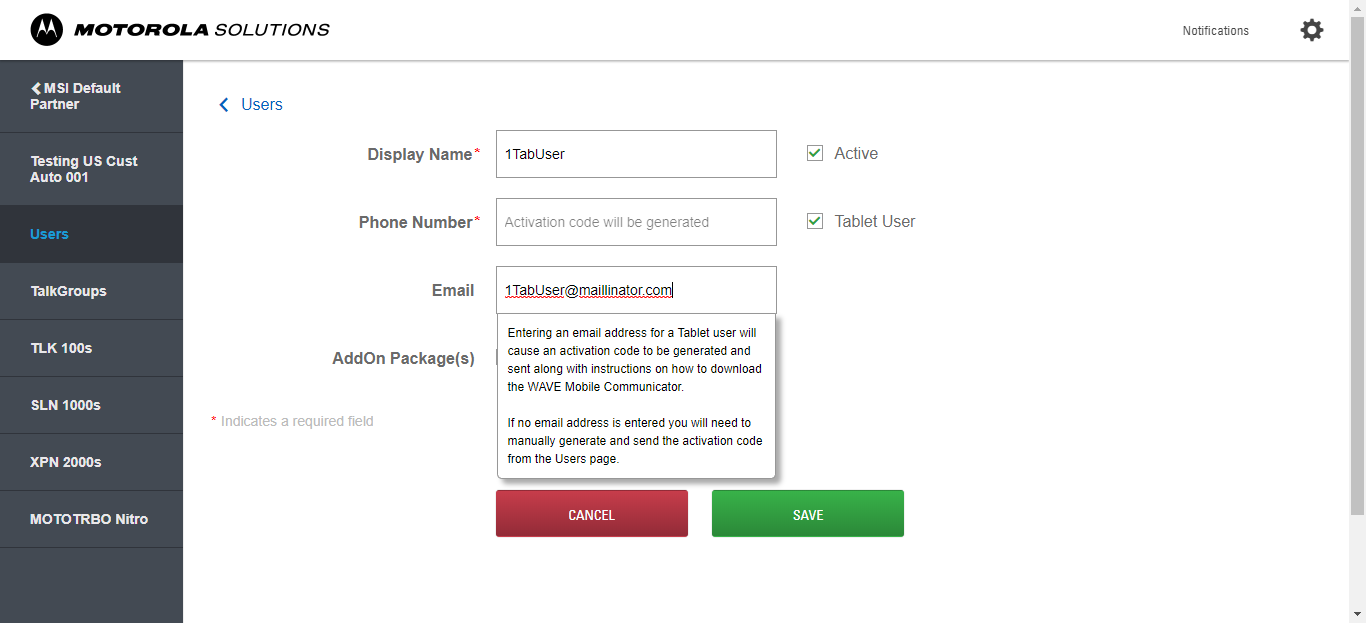 MOTOROLA SOLUTIONS
Notifications
MSI Default
Partner
Testing US Cust
Auto 001
Users
TalkGroups
TLK 100s
SLN 1000s
XPN 2000s
MOTOTRBO Nitro
Users
Display Name*
1TabUser
Active
Phone Number*
Activation code will be generated
Tablet User
Email
1TabUser@maillinator.com
Entering an email address for a Tablet user will
cause an activation code to be generated and
sent along with instructions on how to download
the WAVE Mobile Communicator.
If no email address is entered you will need to
manually generate and send the activation code
from the Users page.
AddOn Package(s)
* Indicates a required field
CANCEL
SAVE